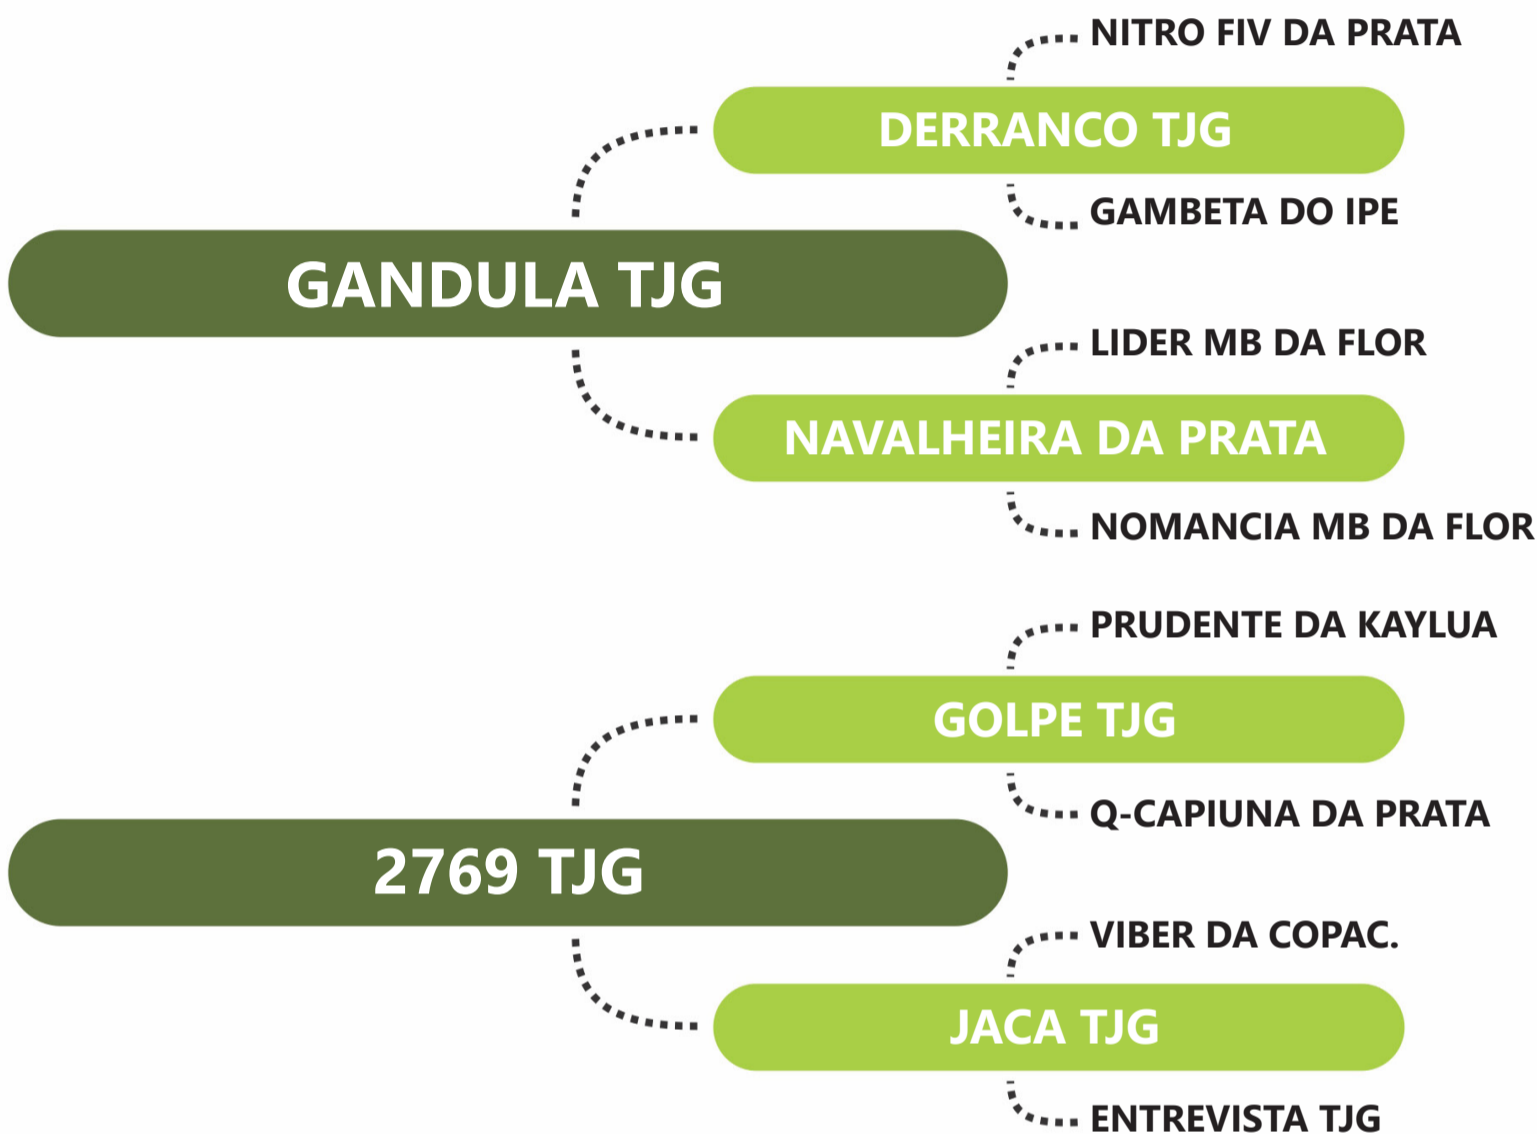 NITRO FIV DA PRATA
DERRANCO TJG
GAMBETA DO IPE
GANDULA TJG
LIDER MB DA FLOR
NAVALHEIRA DA PRATA
NOMANCIA MB DA FLOR
PRUDENTE DA KAYLUA
GOLPE TJG
Q-CAPIUNA DA PRATA
2769 TJG
VIBER DA COPAC.
JACA TJG
ENTREVISTA TJG